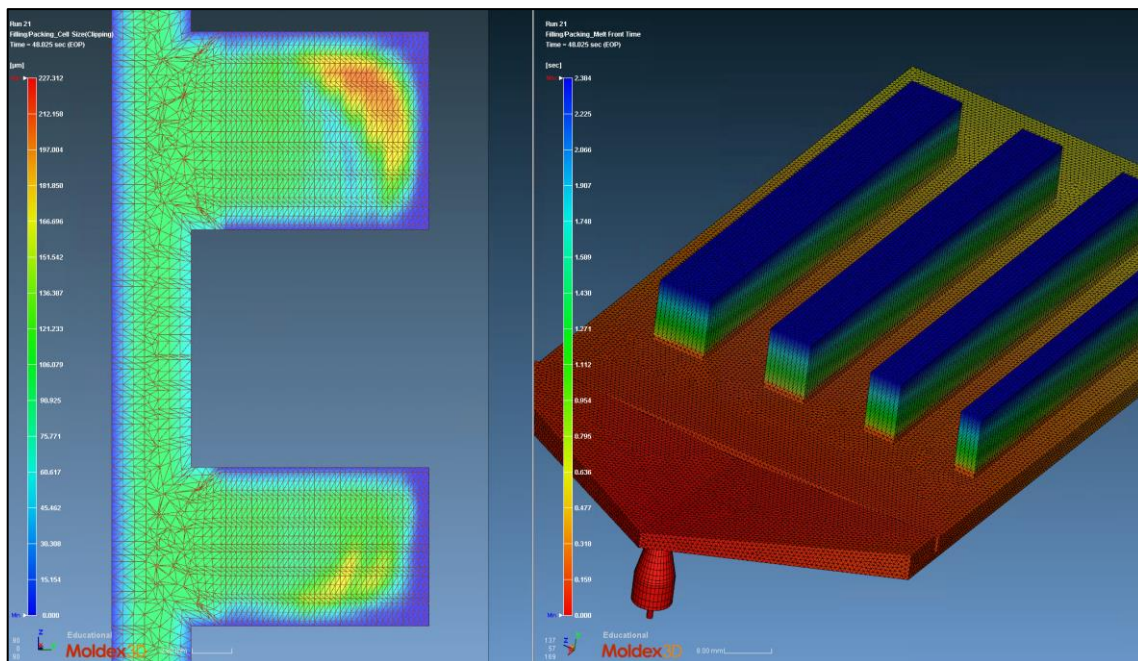 Run 21
Filling/Packing_Cell Size(Clipping)
Time = 48.025 sec (EOP)
[µm]
227.312
212.158
197.004
181.850
166.696
151.542
136.387
121.233
106.079
90.925
75.771
60.617
45.462
30.308
15.154
0.000
Educational
Moldex3D
Run 21
Filling/Packing_Melt Front Time
Time = 48.025 sec (EOP)
[sec]
2.384
2.225
2.066
1.907
1.748
1.589
1.430
1.271
1.112
0.954
0.795
0.636
0.477
0.318
0.159
0.000
137
57
169
Educational
Moldex3D